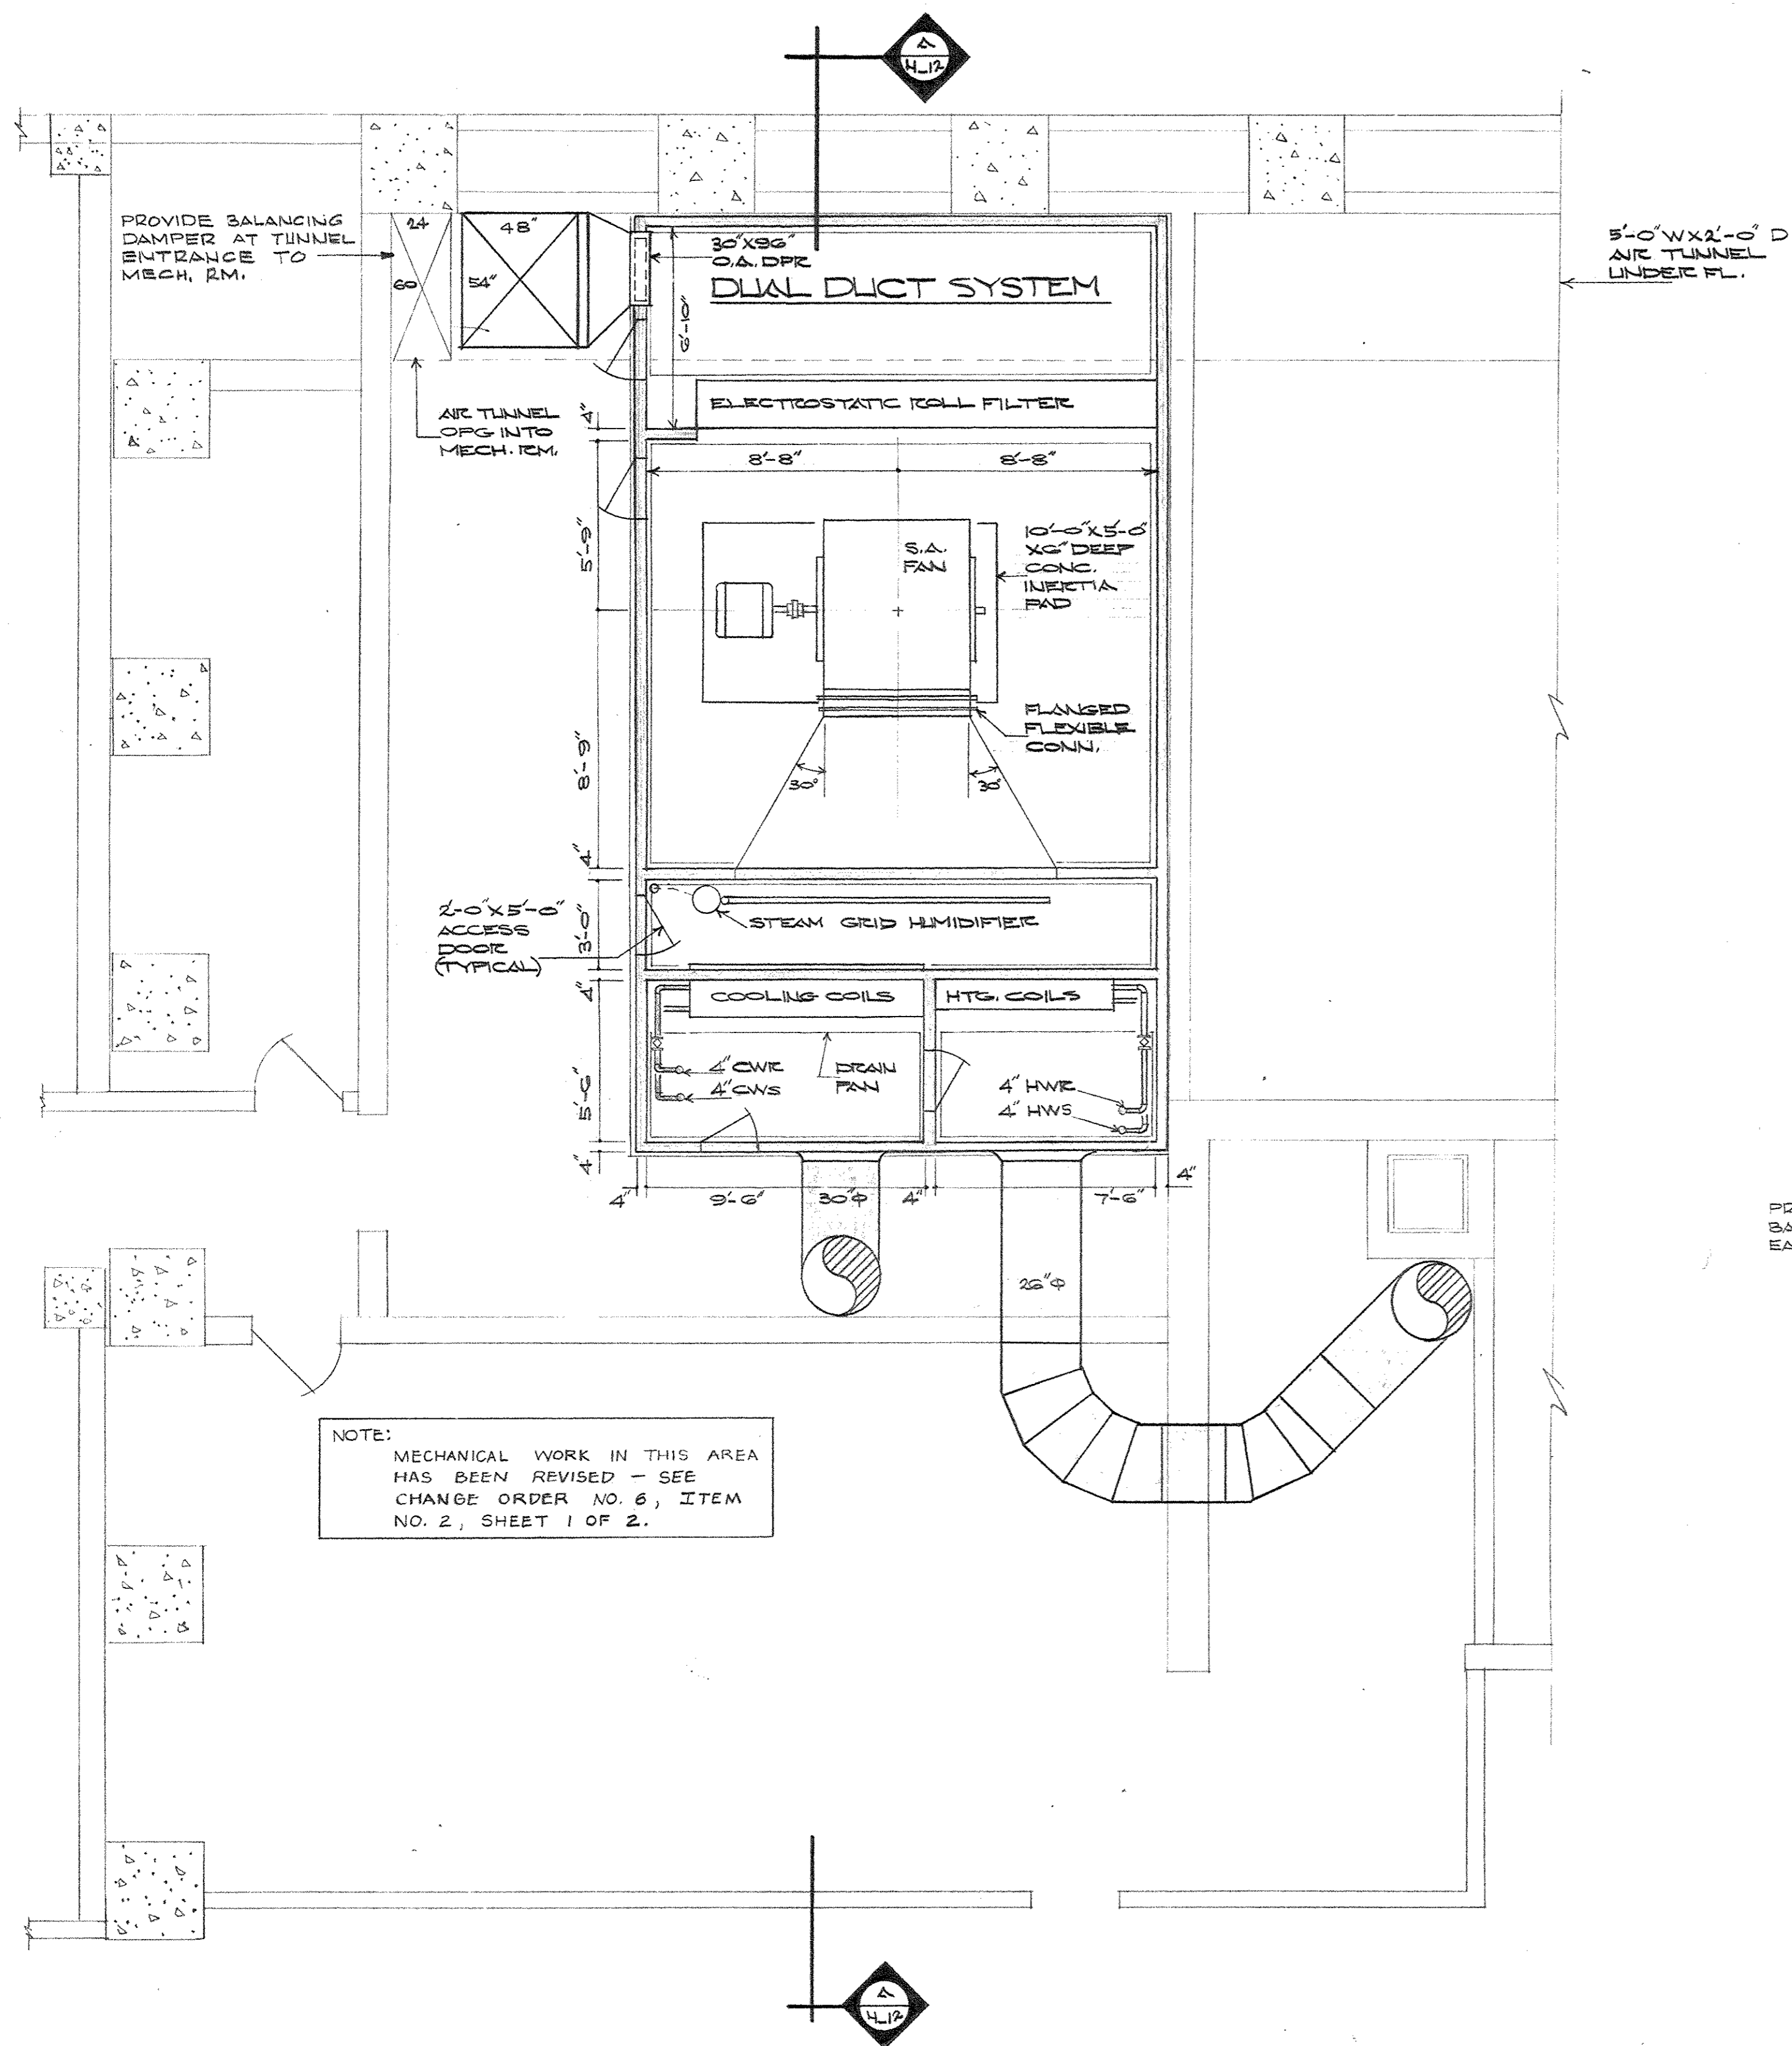 A
H-12
PROVIDE BALANCING
DAMPER AT TUNNEL
ENTRANCE TO
MECH. RM.
24
60
48"
54"
30"X96"
O.A. DPR
DUAL DUCT SYSTEM
5'-0"WX2'-0" D
AIR TUNNEL
UNDER FL.
6'-10"
AIR TUNNEL
OPG INTO
MECH. RM.
4"
ELECTROSTATIC ROLL FILTER
8'-8"
8'-8"
5'-9"
S.A.
FAN
10'-0"X5'-0"
X6" DEEP
CONC.
INERTIA
PAD
FLANGED
FLEXIBLE
CONN.
8'-9"
30°
30°
4"
2'-0"X5'-0"
ACCESS
DOOR
(TYPICAL)
3'-0"
STEAM GRID HUMIDIFIER
4"
COOLING COILS
HTG. COILS
4" CWR
4" CWS
DRAIN
PAN
4" HWR
4" HWS
5'-6"
4"
4"
9'-6"
30"Φ
4"
7'-6"
4"
26"Φ
PR
BA
EA
NOTE:
MECHANICAL WORK IN THIS AREA
HAS BEEN REVISED - SEE
CHANGE ORDER NO. 6, ITEM
NO. 2, SHEET 1 OF 2.
A
H-12